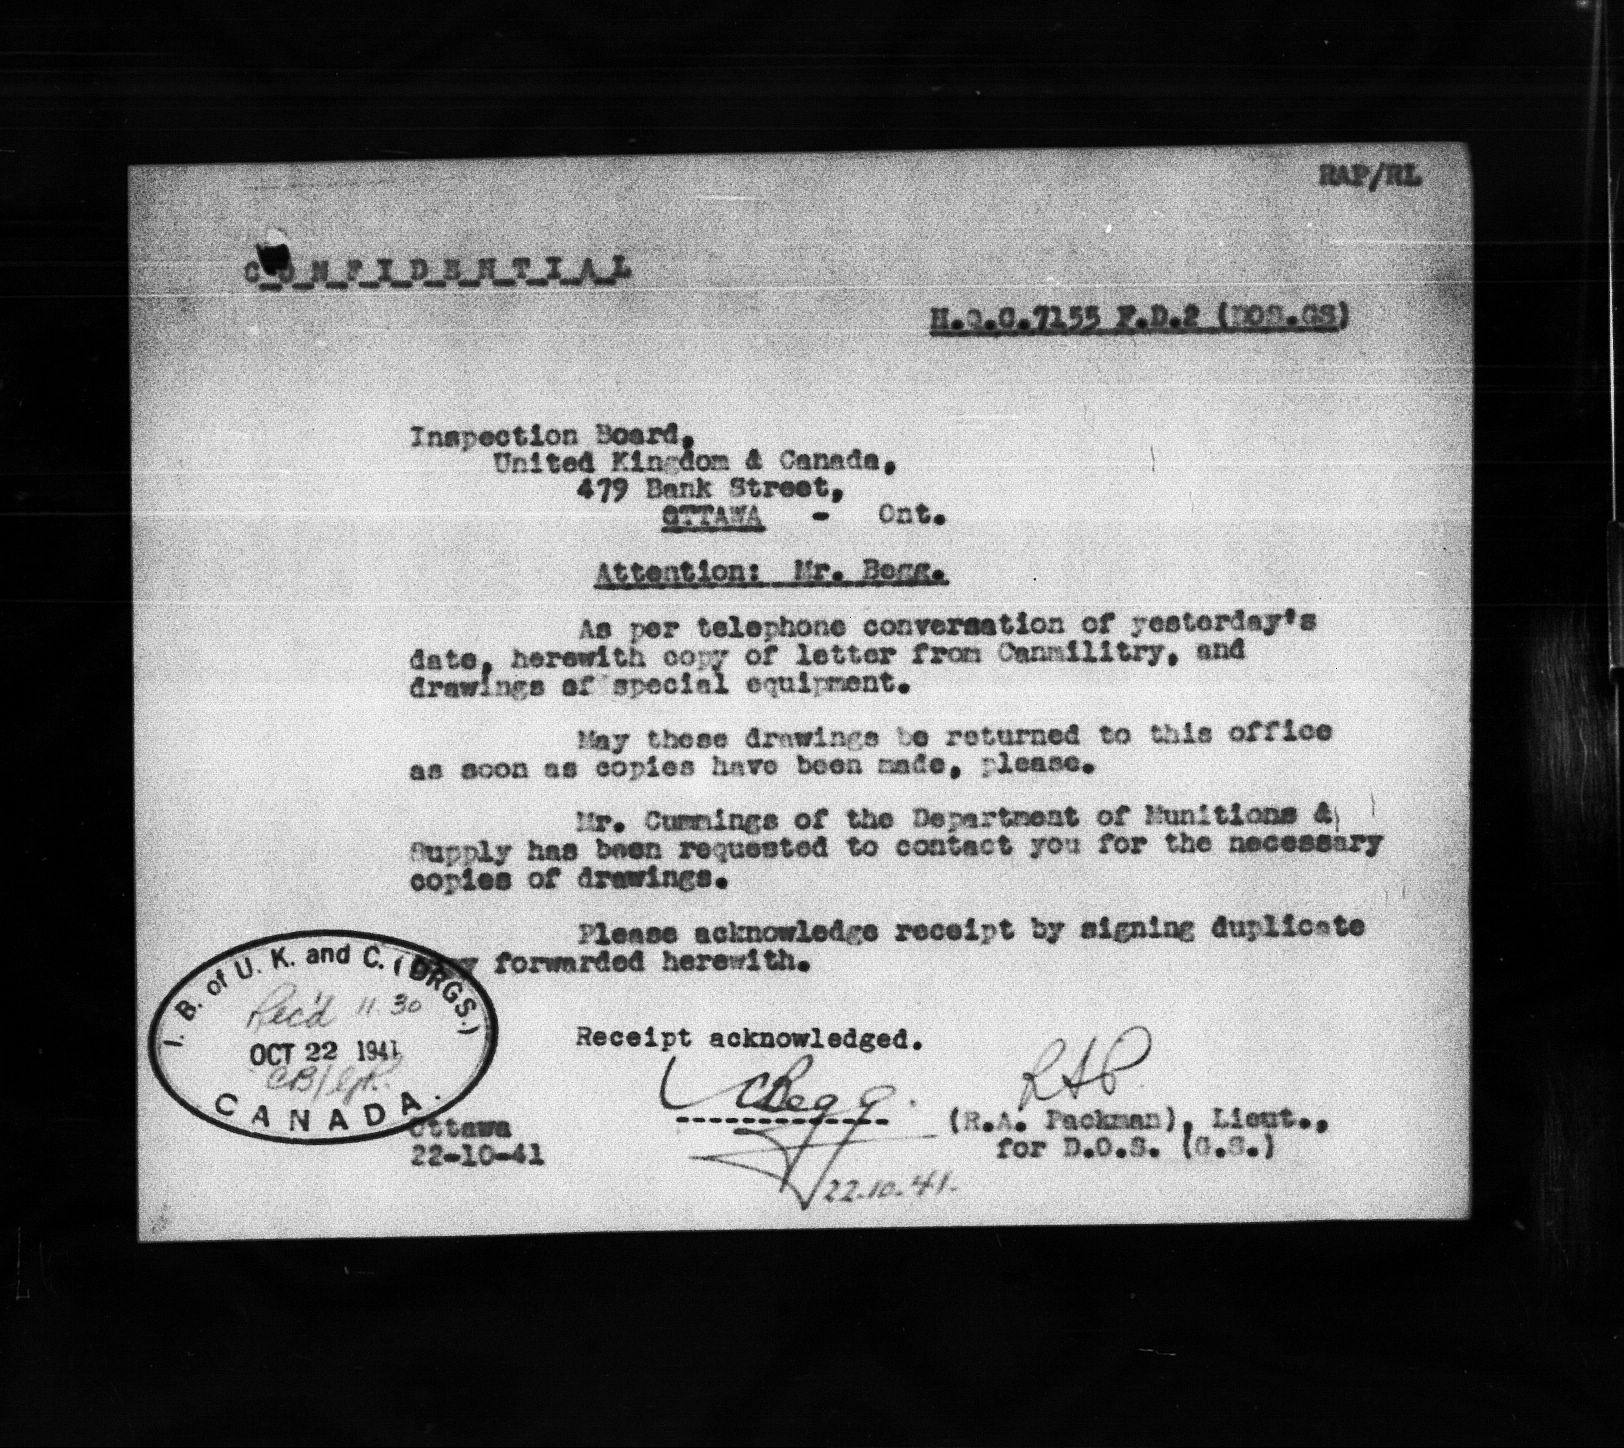 RAP/RL
C_O_N_F_I_D_E_N_T_I_A_L
H.Q.C.7155 F.D.2 (DOS.GS)
Inspection Board,
United Kingdom & Canada,
479 Bank Street,
OTTAWA - Ont.
Attention: Mr. Begg.
As per telephone conversation of yesterday's
date, herewith copy of letter from Canmilitry, and
drawings of special equipment.
May these drawings be returned to this office
as soon as copies have been made, please.
Mr. Cummings of the Department of Munitions &
Supply has been requested to contact you for the necessary
copies of drawings.
Please acknowledge receipt by signing duplicate
copy forwarded herewith.
I. B. of U. K. and C. (DRGS.)
Rec'd 11.30
OCT 22 1941
CANADA.
Receipt acknowledged.
CBegg.
RAP.
(R.A. Packman), Lieut.,
for D.O.S. (G.S.)
Ottawa
22-10-41
22.10.41.